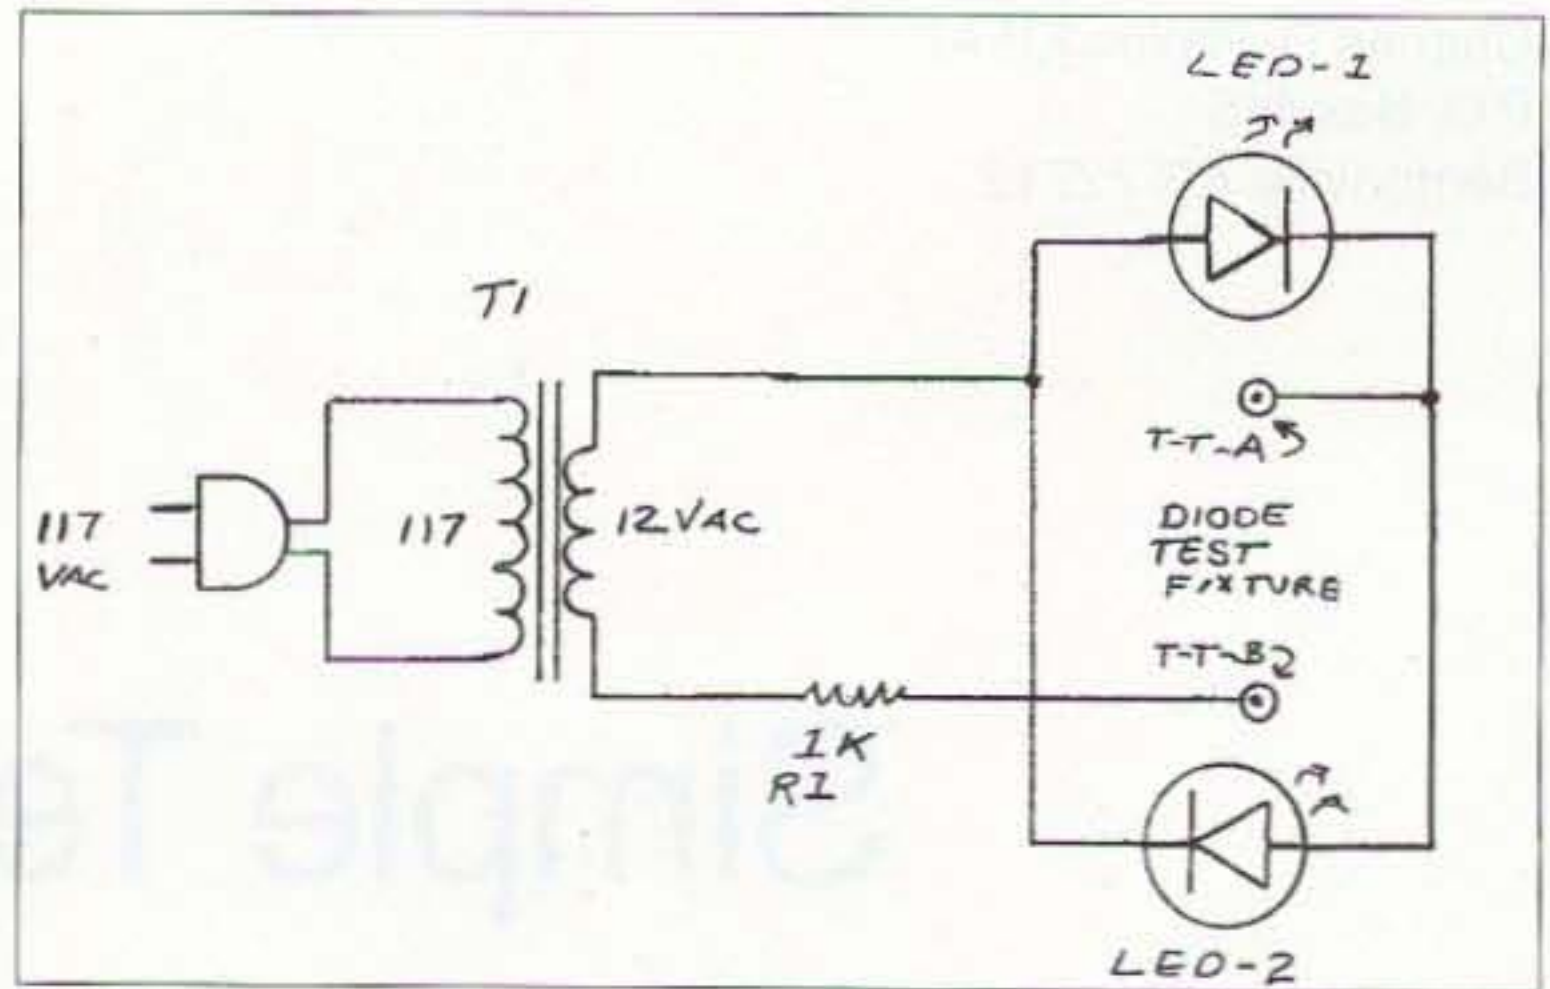 LED-1
T1
117
VAC
117
12VAC
T-T-A
DIODE
TEST
FIXTURE
T-T-B
1K
R1
LED-2